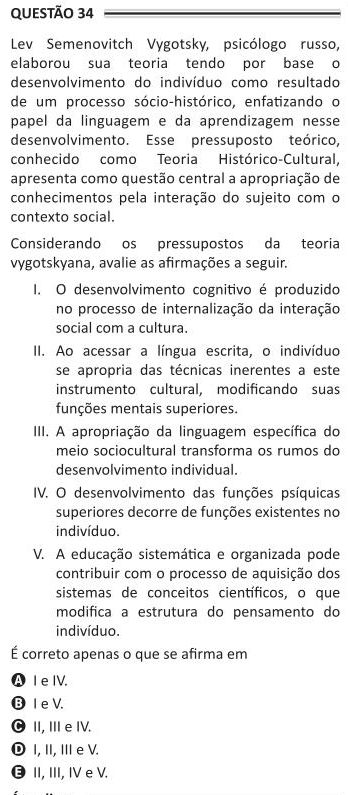 QUESTÃO 34
Lev Semenovitch Vygotsky, psicólogo russo,
elaborou sua teoria tendo por base o
desenvolvimento do indivíduo como resultado
de um processo sócio-histórico, enfatizando o
papel da linguagem e da aprendizagem nesse
desenvolvimento. Esse pressuposto teórico,
conhecido como Teoria Histórico-Cultural,
apresenta como questão central a apropriação de
conhecimentos pela interação do sujeito com o
contexto social.
Considerando os pressupostos da teoria
vygotskyana, avalie as afirmações a seguir.
I. O desenvolvimento cognitivo é produzido
no processo de internalização da interação
social com a cultura.
II. Ao acessar a língua escrita, o indivíduo
se apropria das técnicas inerentes a este
instrumento cultural, modificando suas
funções mentais superiores.
III. A apropriação da linguagem específica do
meio sociocultural transforma os rumos do
desenvolvimento individual.
IV. O desenvolvimento das funções psíquicas
superiores decorre de funções existentes no
indivíduo.
V. A educação sistemática e organizada pode
contribuir com o processo de aquisição dos
sistemas de conceitos científicos, o que
modifica a estrutura do pensamento do
indivíduo.
É correto apenas o que se afirma em
A I e IV.
B I e V.
C II, III e IV.
D I, II, III e V.
E II, III, IV e V.